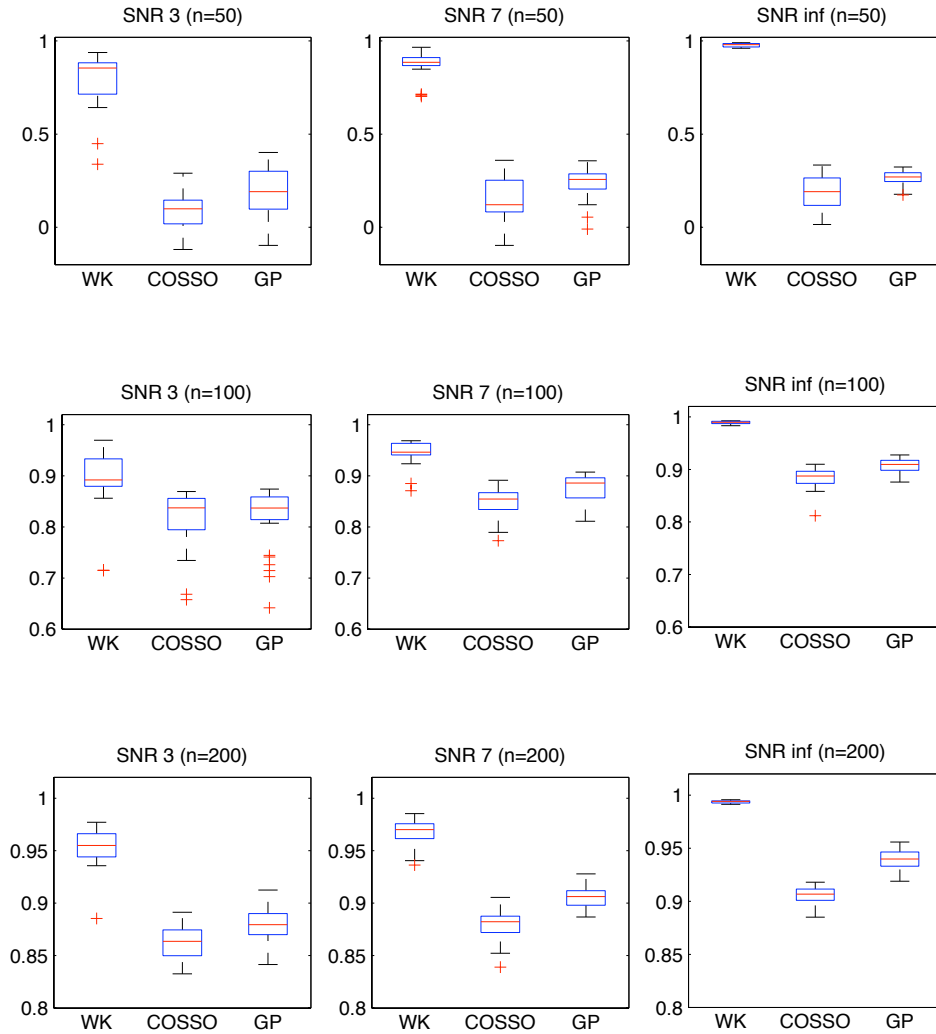 SNR 3 (n=50)
1
0.5
0
WK COSSO GP
SNR 7 (n=50)
1
0.5
0
WK COSSO GP
SNR inf (n=50)
1
0.5
0
WK COSSO GP
SNR 3 (n=100)
1
0.9
0.8
0.7
0.6
WK COSSO GP
SNR 7 (n=100)
1
0.9
0.8
0.7
0.6
WK COSSO GP
SNR inf (n=100)
1
0.9
0.8
0.7
0.6
WK COSSO GP
SNR 3 (n=200)
1
0.95
0.9
0.85
0.8
WK COSSO GP
SNR 7 (n=200)
1
0.95
0.9
0.85
0.8
WK COSSO GP
SNR inf (n=200)
1
0.95
0.9
0.85
0.8
WK COSSO GP